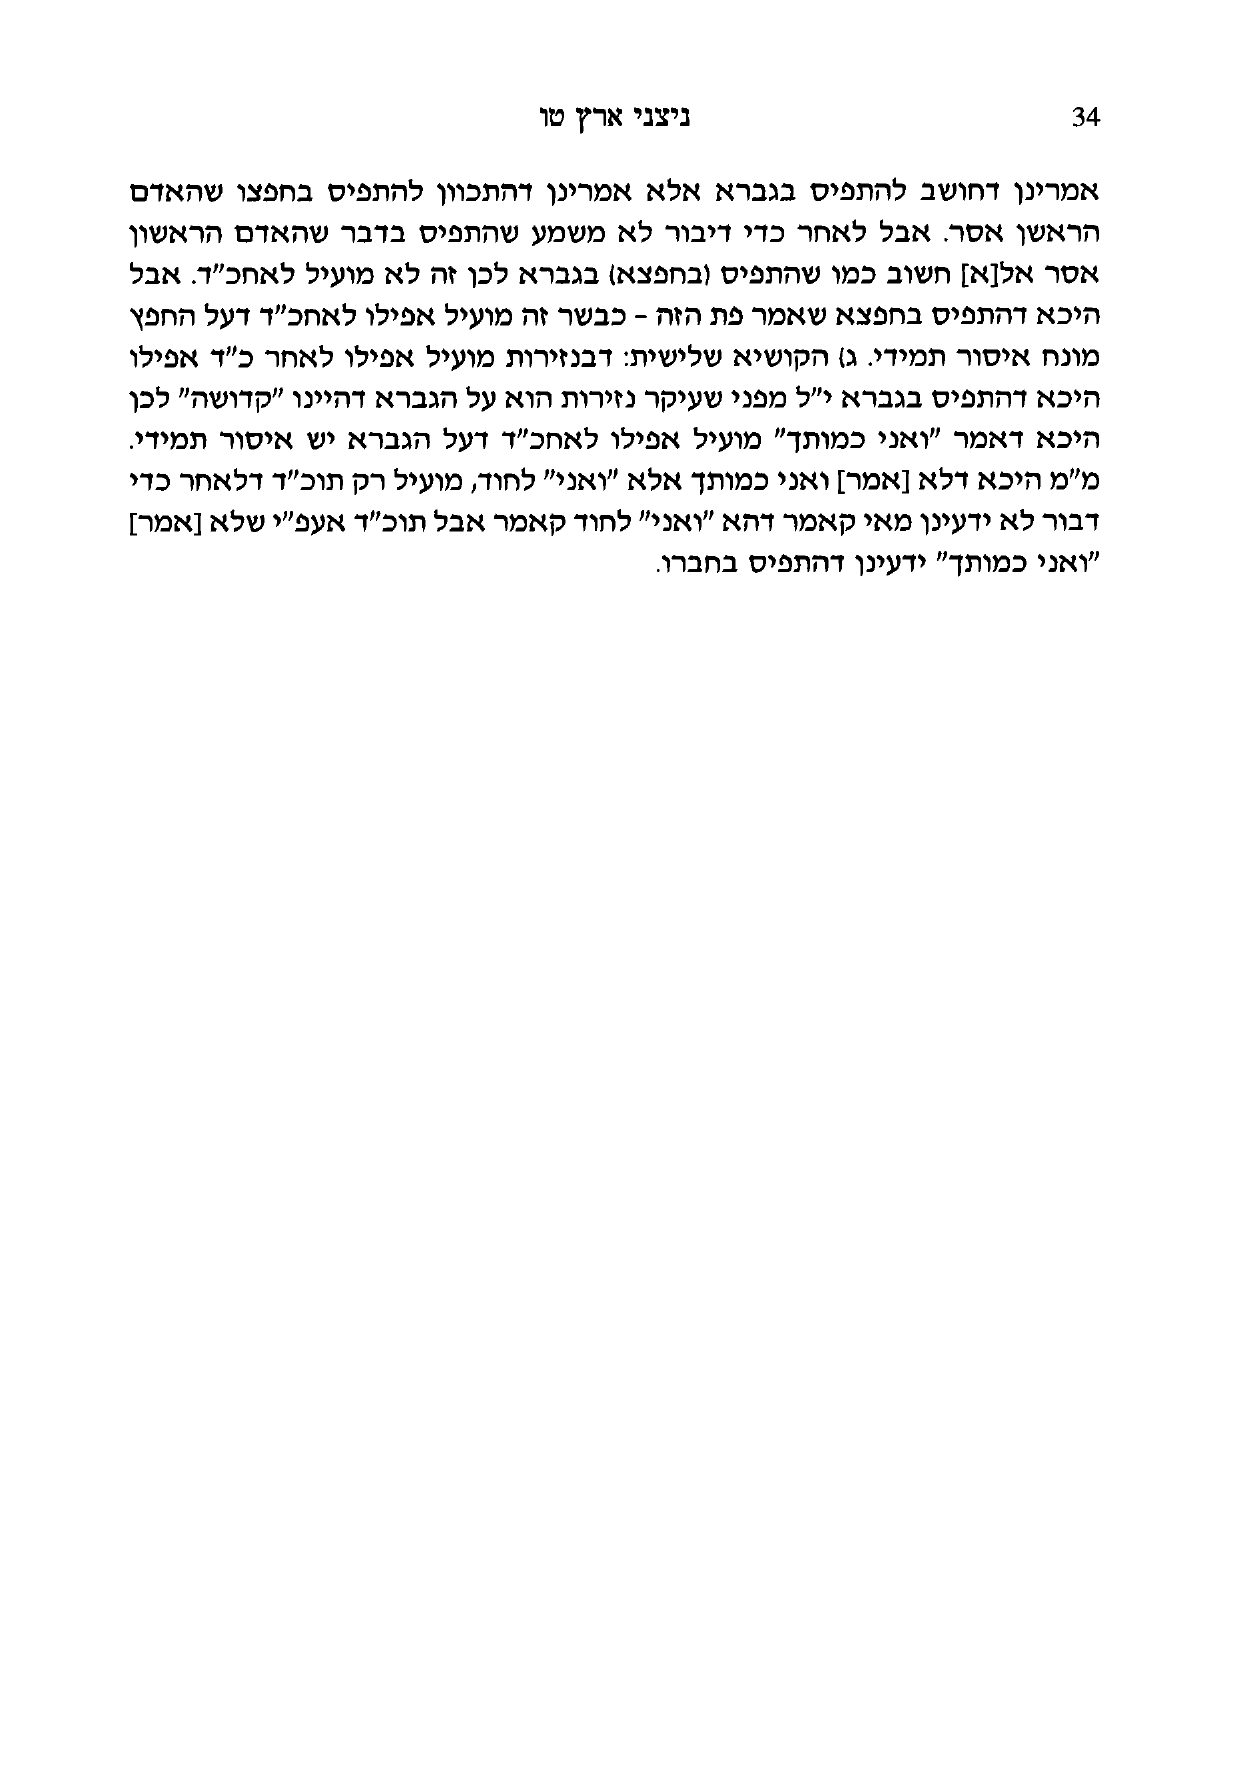 34 ניצני ארץ טו
אמרינן דחושב להתפיס בגברא אלא אמרינן דהתכוון להתפיס בחפצו שהאדם
הראשן אסר. אבל לאחר כדי דיבור לא משמע שהתפיס בדבר שהאדם הראשון
אסר אל[א] חשוב כמו שהתפיס (בחפצא) בגברא לכן זה לא מועיל לאחכ"ד. אבל
היכא דהתפיס בחפצא שאמר פת הזה – כבשר זה מועיל אפילו לאחכ"ד דעל החפץ
מונח איסור תמידי. ג) הקושיא שלישית: דבנזירות מועיל אפילו לאחר כ"ד אפילו
היכא דהתפיס בגברא י"ל מפני שעיקר נזירות הוא על הגברא דהיינו "קדושה" לכן
היכא דאמר "ואני כמותך" מועיל אפילו לאחכ"ד דעל הגברא יש איסור תמידי.
מ"מ היכא דלא [אמר] ואני כמותך אלא "ואני" לחוד, מועיל רק תוכ"ד דלאחר כדי
דבור לא ידעינן מאי קאמר דהא "ואני" לחוד קאמר אבל תוכ"ד אעפ"י שלא [אמר]
"ואני כמותך" ידעינן דהתפיס בחברו.